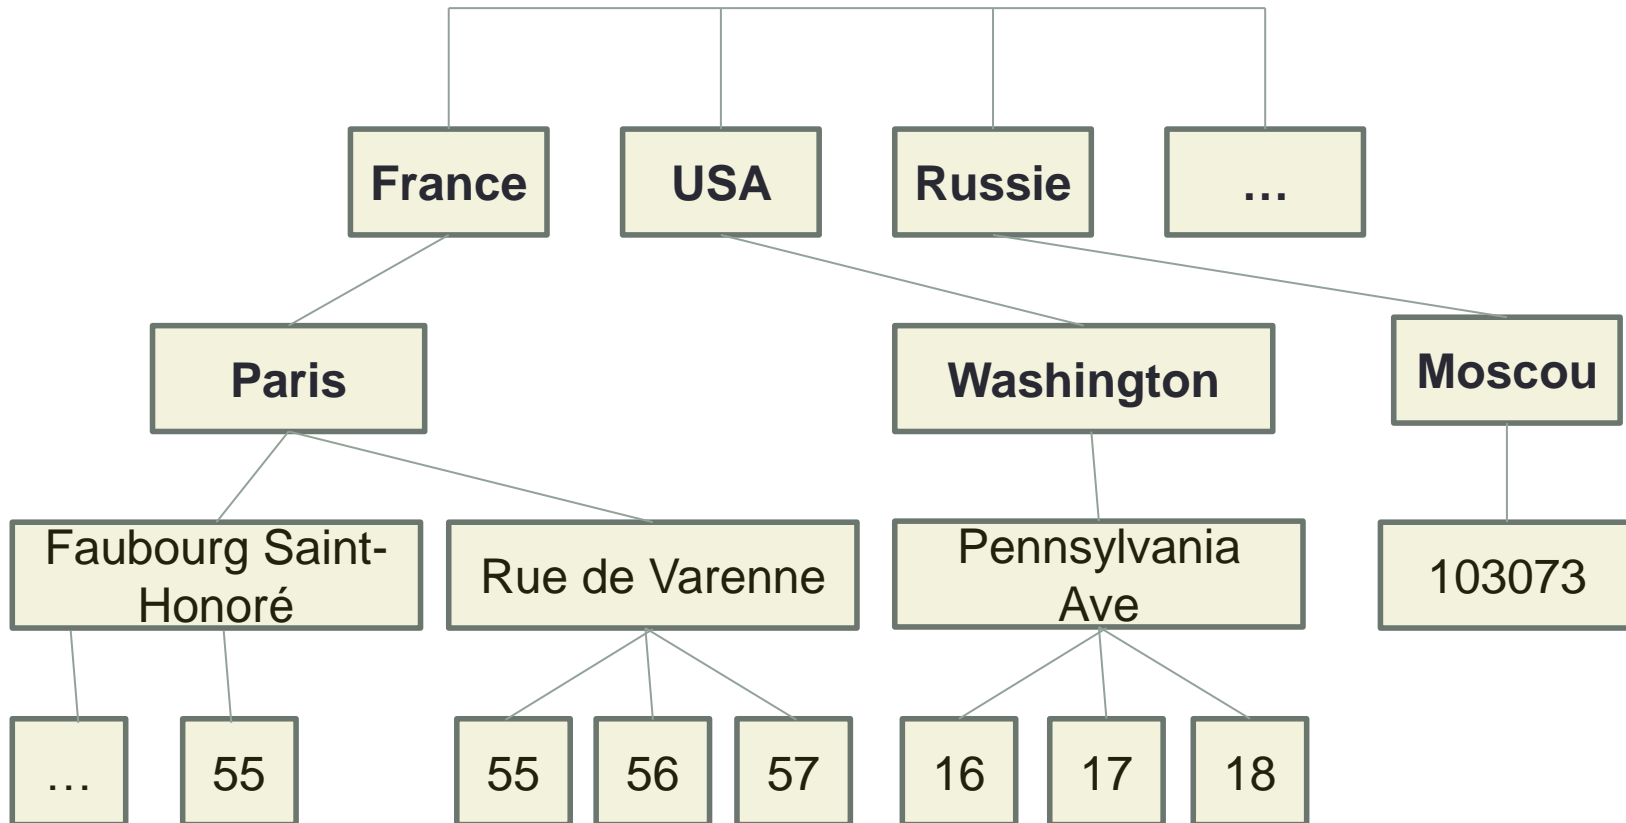 France
USA
Russie
…
Paris
Washington
Moscou
Faubourg Saint-
Honoré
Rue de Varenne
Pennsylvania
Ave
103073
…
55
55
56
57
16
17
18